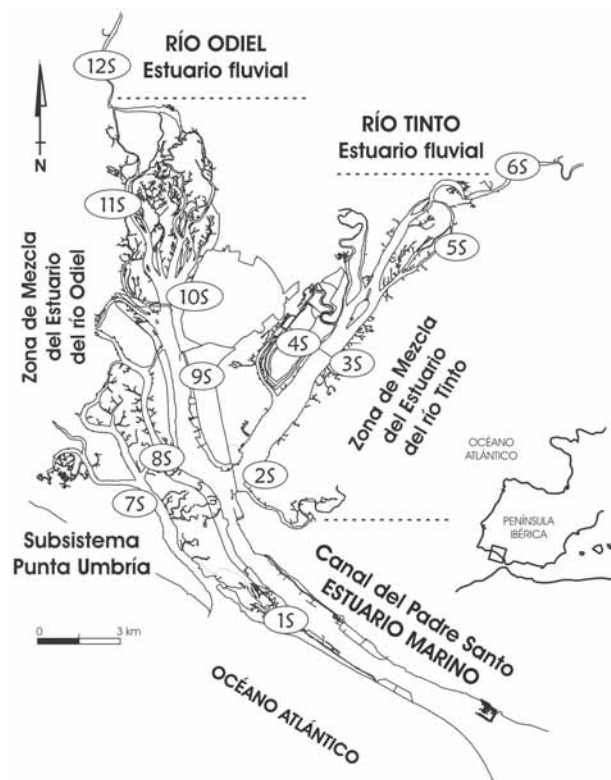 RÍO ODIEL
Estuario fluvial
12S
RÍO TINTO
Estuario fluvial
N
6S
11S
5S
Zona de Mezcla
del Estuario
del río Odiel
10S
4S
3S
9S
Zona de Mezcla
del Estuario
del río Tinto
OCÉANO
ATLÁNTICO
8S
2S
7S
PENÍNSULA
IBÉRICA
Subsistema
Punta Umbría
Canal del Padre Santo
ESTUARIO MARINO
1S
0 3 km
OCÉANO ATLÁNTICO